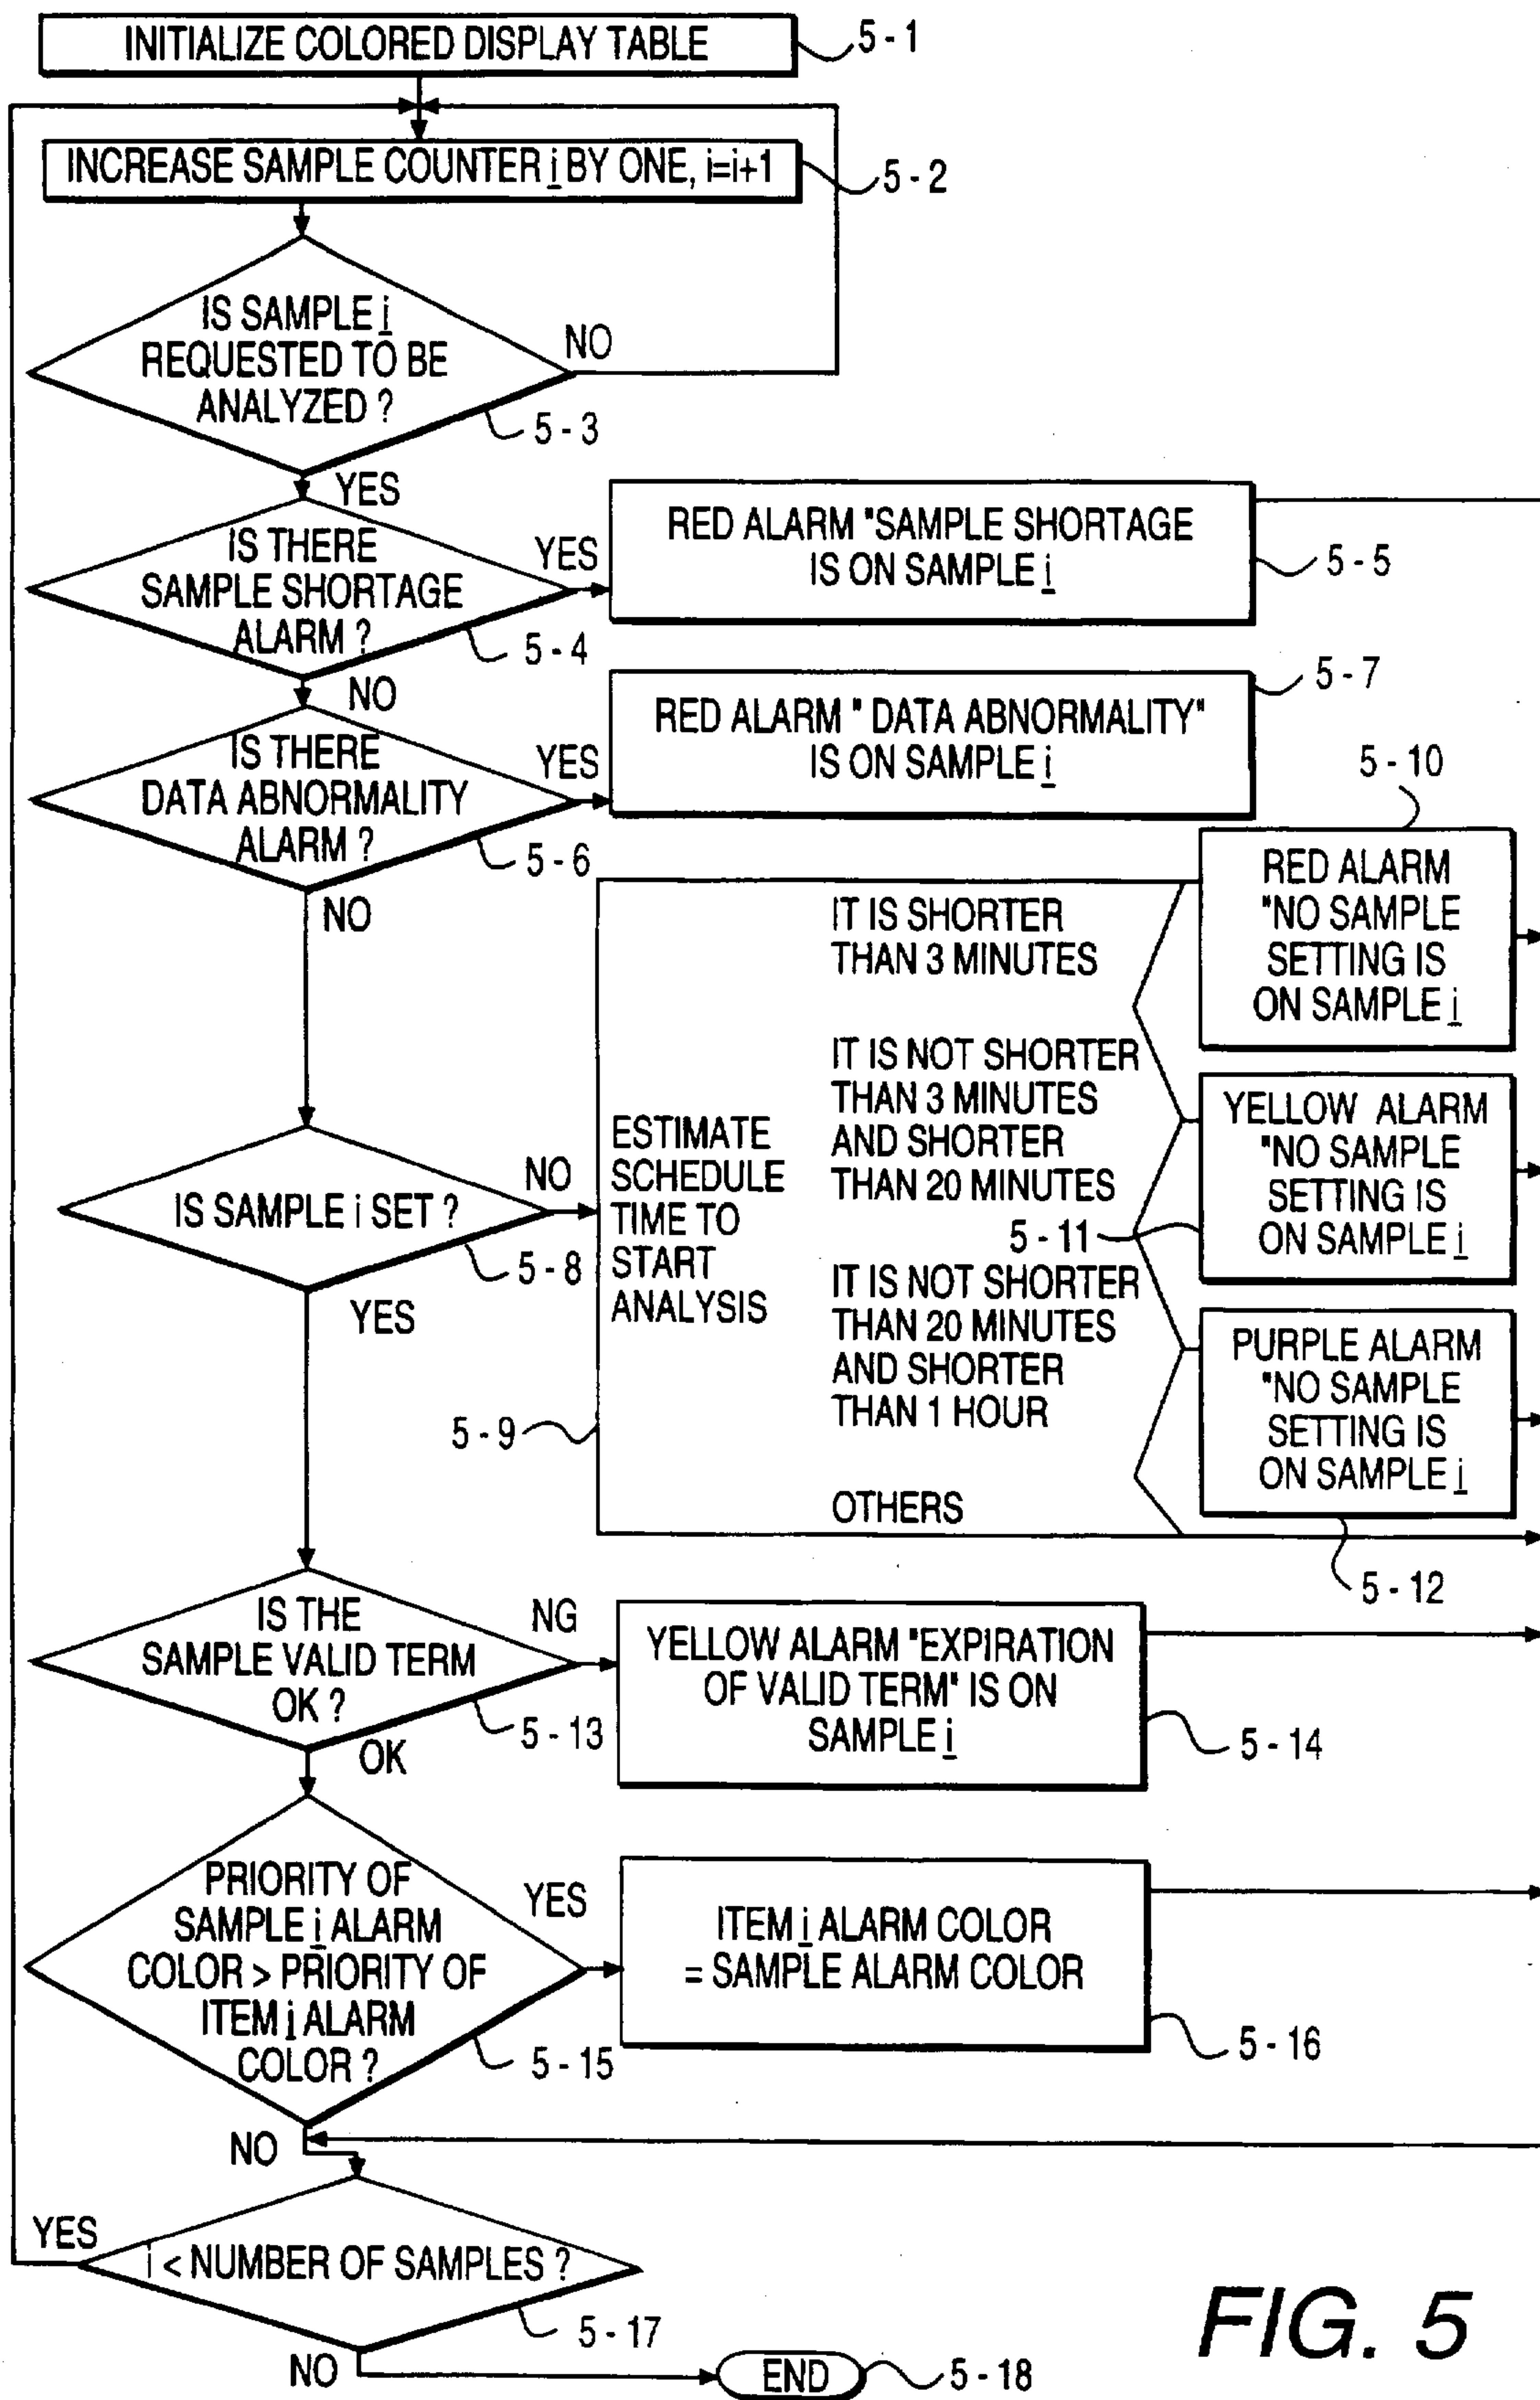 INITIALIZE COLORED DISPLAY TABLE
5-1
INCREASE SAMPLE COUNTER i BY ONE, i=i+1
5-2
IS SAMPLE i
REQUESTED TO BE
ANALYZED ?
NO
5-3
YES
IS THERE
SAMPLE SHORTAGE
ALARM ?
YES
5-4
RED ALARM "SAMPLE SHORTAGE
IS ON SAMPLE i
5-5
NO
IS THERE
DATA ABNORMALITY
ALARM ?
YES
5-6
RED ALARM " DATA ABNORMALITY"
IS ON SAMPLE i
5-7
NO
IS SAMPLE i SET ?
NO
5-8
YES
ESTIMATE
SCHEDULE
TIME TO
START
ANALYSIS
5-9
IT IS SHORTER
THAN 3 MINUTES
IT IS NOT SHORTER
THAN 3 MINUTES
AND SHORTER
THAN 20 MINUTES
IT IS NOT SHORTER
THAN 20 MINUTES
AND SHORTER
THAN 1 HOUR
OTHERS
5-10
RED ALARM
"NO SAMPLE
SETTING IS
ON SAMPLE i
5-11
YELLOW ALARM
"NO SAMPLE
SETTING IS
ON SAMPLE i
PURPLE ALARM
"NO SAMPLE
SETTING IS
ON SAMPLE i
5-12
IS THE
SAMPLE VALID TERM
OK ?
NG
5-13
OK
YELLOW ALARM "EXPIRATION
OF VALID TERM" IS ON
SAMPLE i
5-14
PRIORITY OF
SAMPLE i ALARM
COLOR > PRIORITY OF
ITEM i ALARM
COLOR ?
YES
5-15
ITEM i ALARM COLOR
= SAMPLE ALARM COLOR
5-16
NO
YES
i < NUMBER OF SAMPLES ?
5-17
NO
END
5-18
FIG. 5